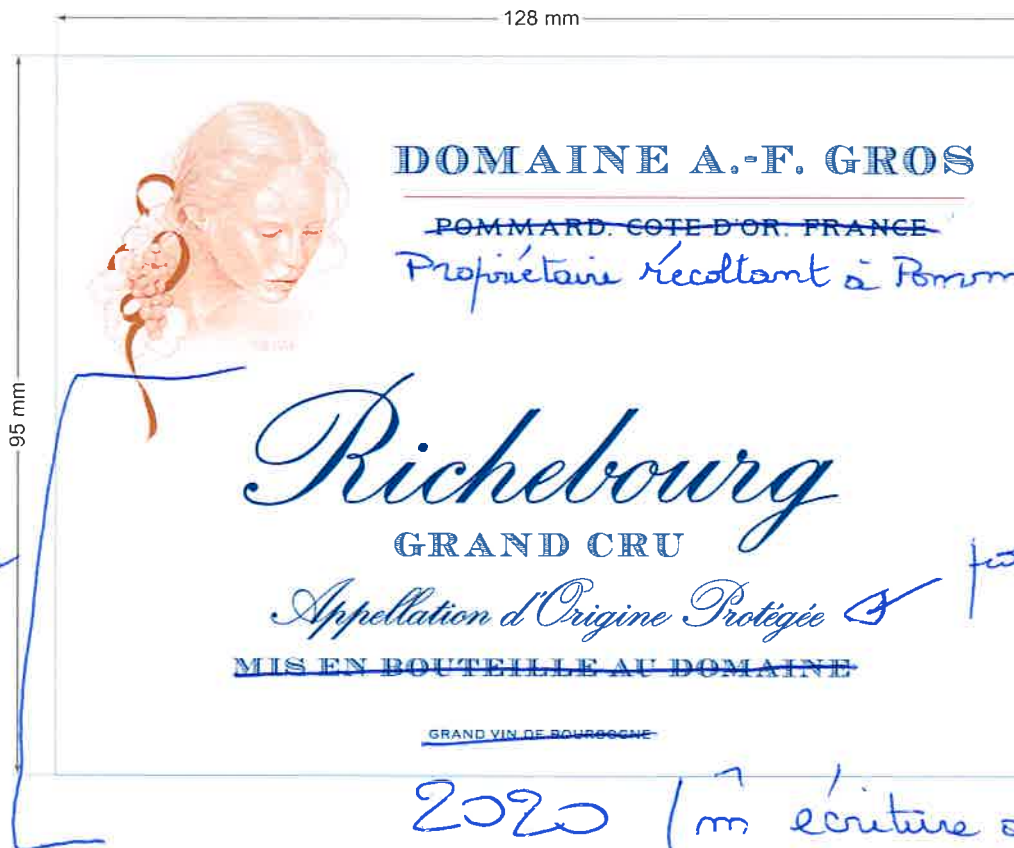 128 mm
DOMAINE A.-F. GROS
POMMARD. COTE D'OR. FRANCE
Propriétaire récoltant à Pomm
95 mm
Richebourg
GRAND CRU
Appellation d'Origine Protégée
MIS EN BOUTEILLE AU DOMAINE
GRAND VIN DE BOURGOGNE
2020 (m̂ écriture